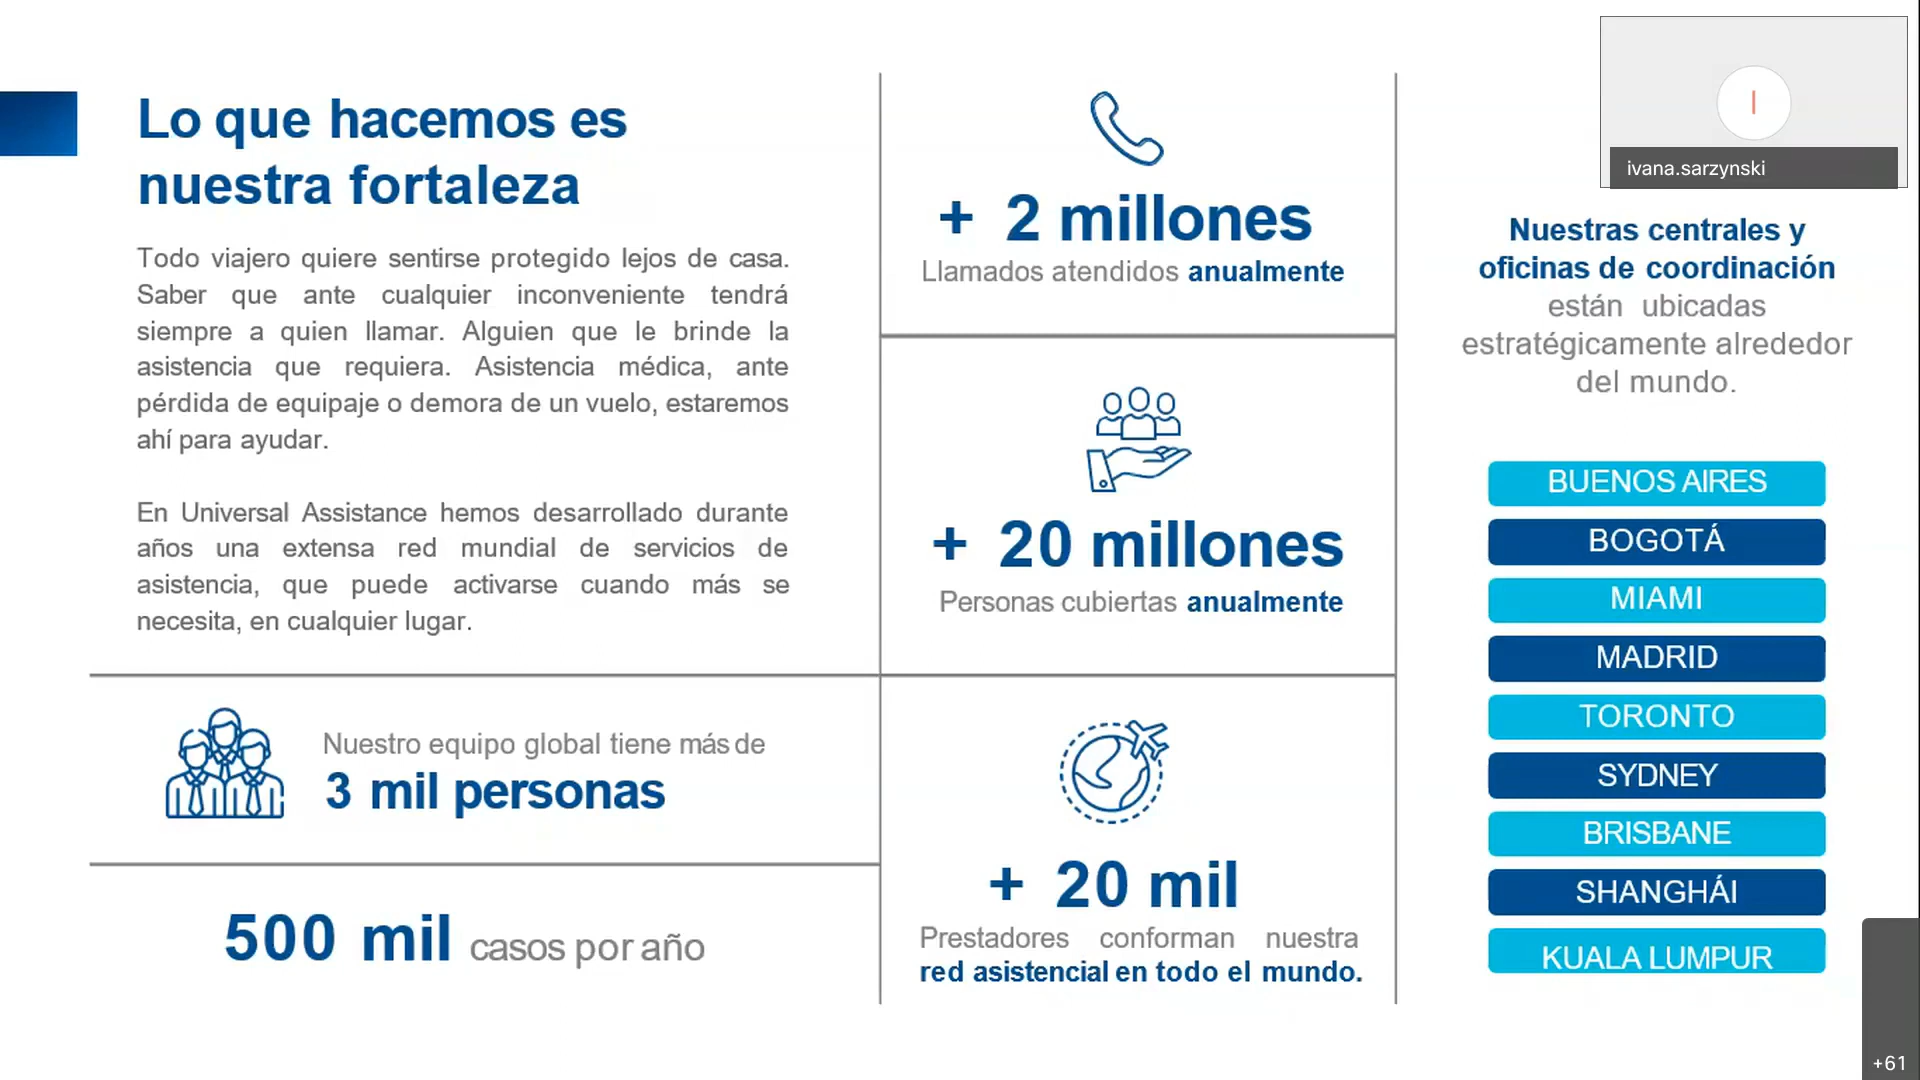 Lo que hacemos es
nuestra fortaleza
Todo viajero quiere sentirse protegido lejos de casa.
Saber que ante cualquier inconveniente tendrá
siempre a quien llamar. Alguien que le brinde la
asistencia que requiera. Asistencia médica, ante
pérdida de equipaje o demora de un vuelo, estaremos
ahí para ayudar.
En Universal Assistance hemos desarrollado durante
años una extensa red mundial de servicios de
asistencia, que puede activarse cuando más se
necesita, en cualquier lugar.
Nuestro equipo global tiene más de
3 mil personas
500 mil casos por año
+ 2 millones
Llamados atendidos anualmente
+ 20 millones
Personas cubiertas anualmente
+ 20 mil
Prestadores conforman nuestra
red asistencial en todo el mundo.
I
ivana.sarzynski
Nuestras centrales y
oficinas de coordinación
están ubicadas
estratégicamente alrededor
del mundo.
BUENOS AIRES
BOGOTÁ
MIAMI
MADRID
TORONTO
SYDNEY
BRISBANE
SHANGHÁI
KUALA LUMPUR
+61